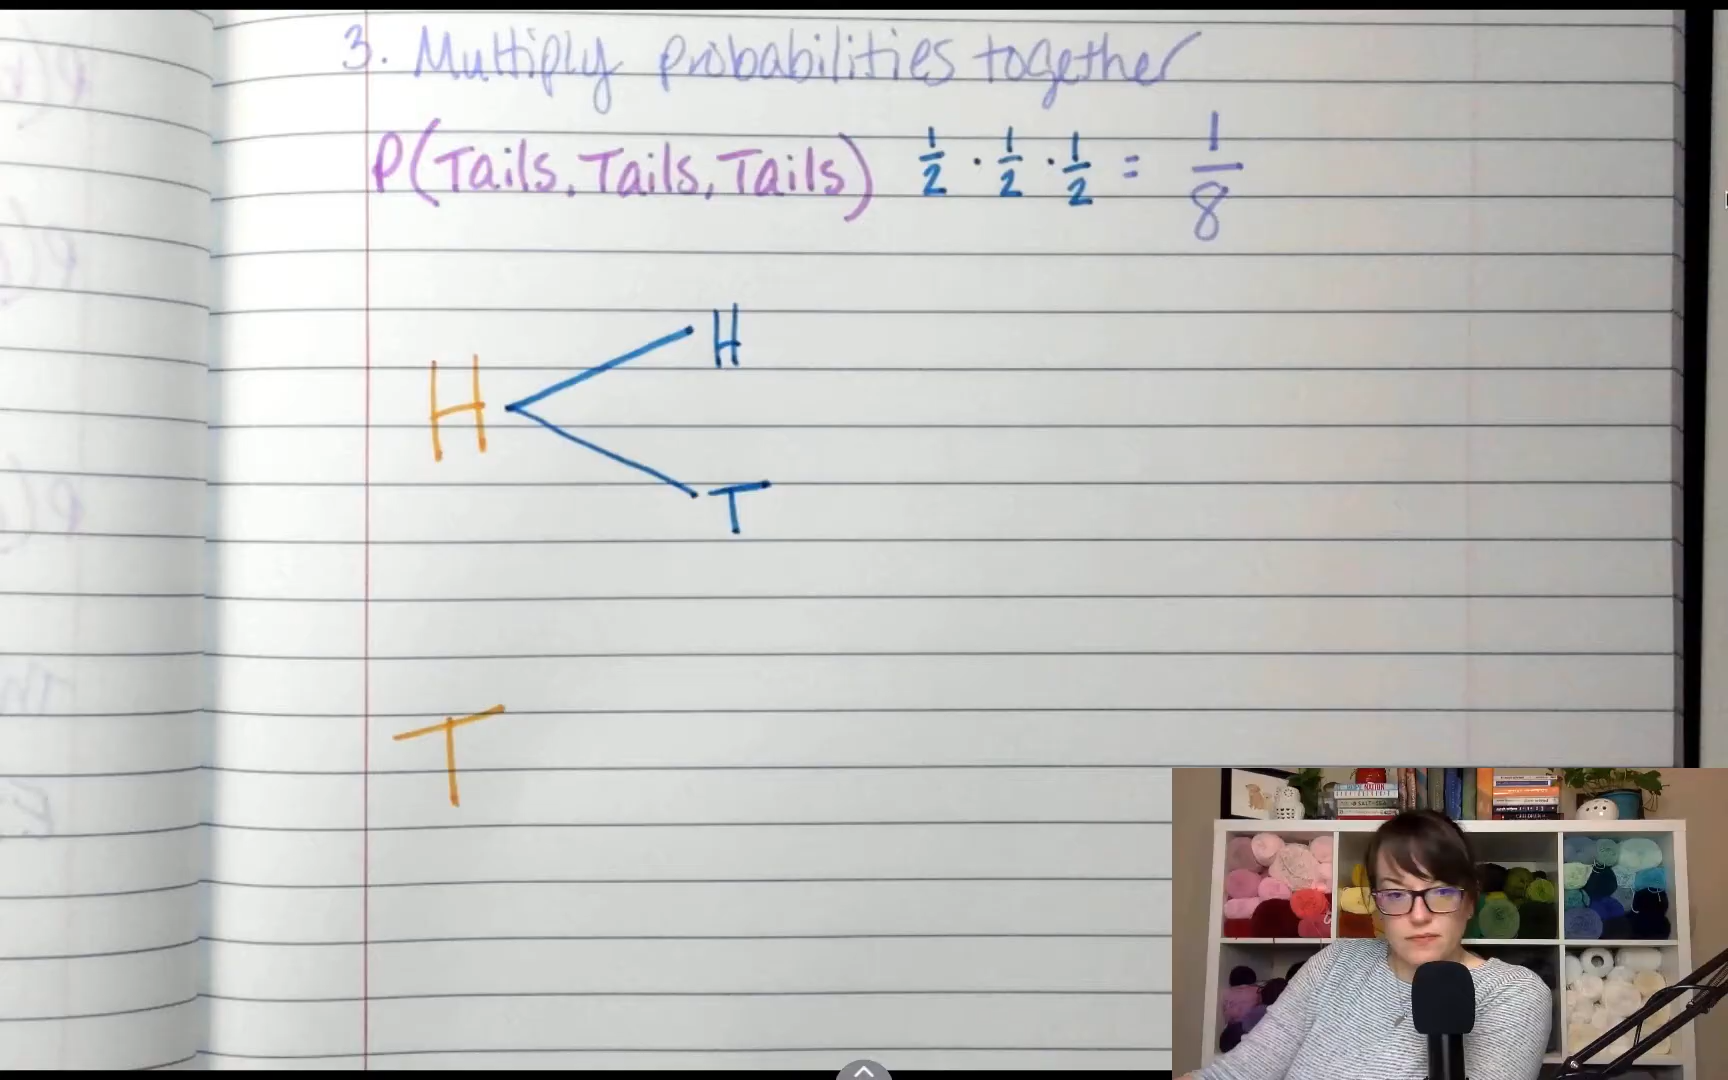 3. Multiply probabilities together
P(Tails, Tails, Tails) 1/2 · 1/2 · 1/2 = 1/8
H
H
T
T